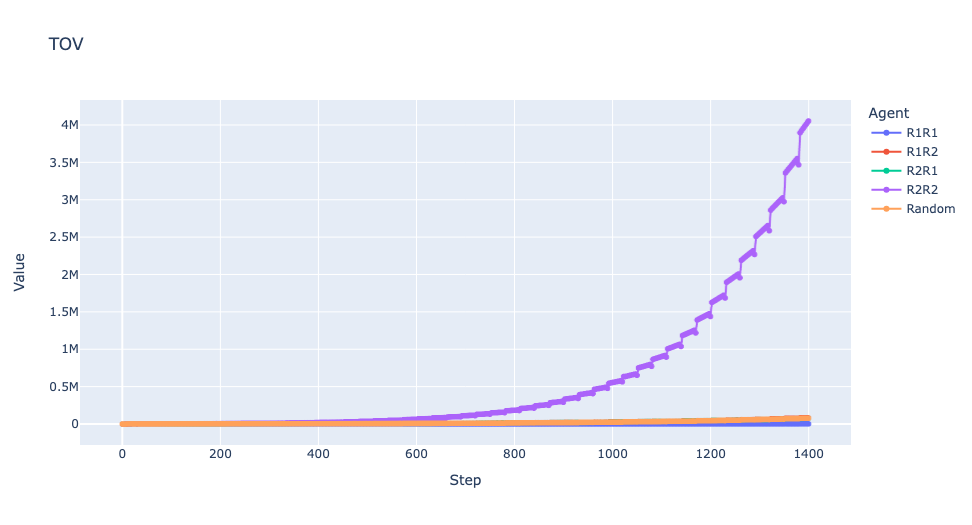 TOV
Agent
R1R1
R1R2
R2R1
R2R2
Random
Value
4M
3.5M
3M
2.5M
2M
1.5M
1M
0.5M
0
0 200 400 600 800 1000 1200 1400
Step